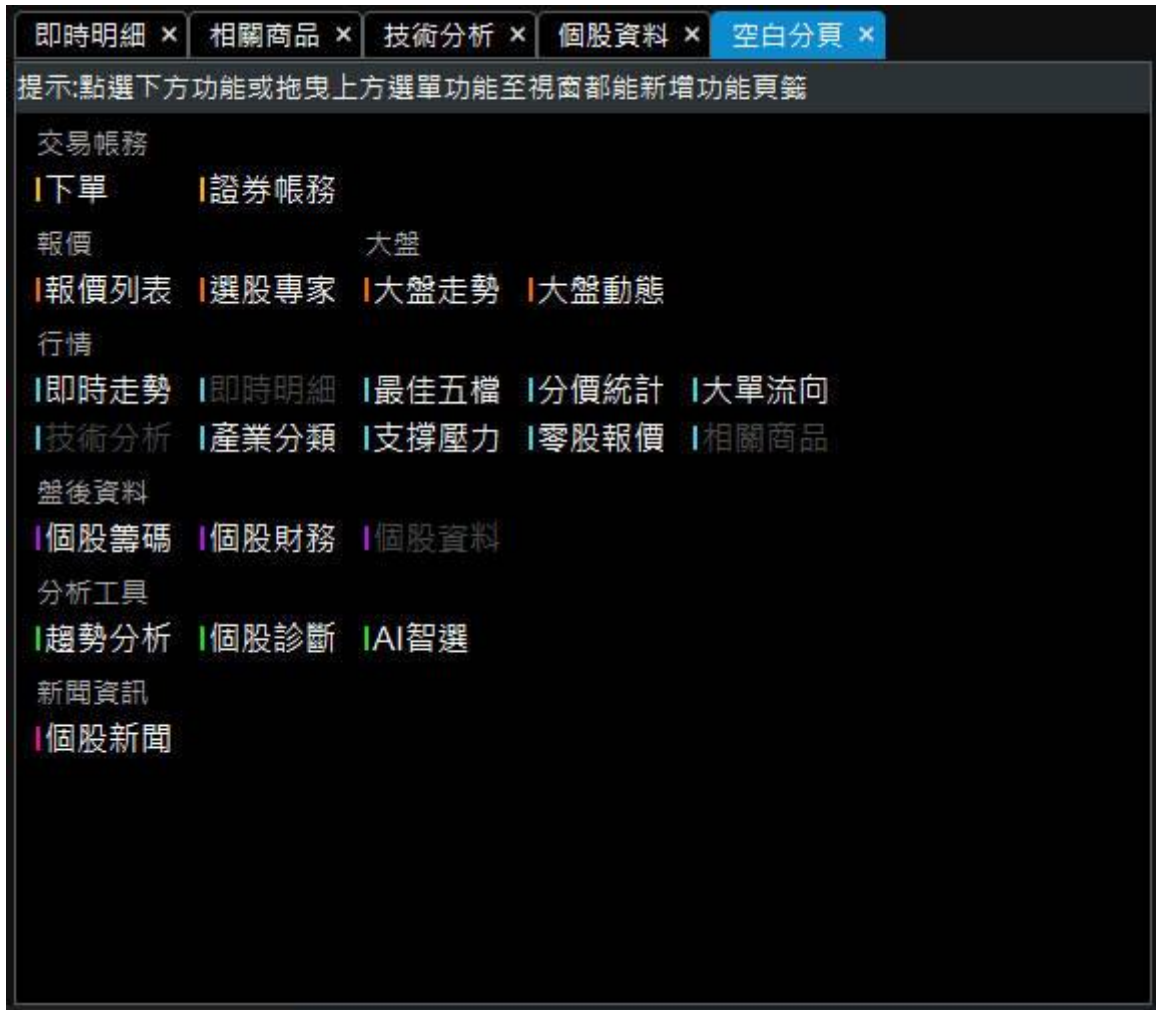 即時明細 × 相關商品 × 技術分析 × 個股資料 × 空白分頁 ×
提示:點選下方功能或拖曳上方選單功能至視窗都能新增功能頁籤
交易帳務
下單 證券帳務
報價 大盤
報價列表 選股專家 大盤走勢 大盤動態
行情
即時走勢 即時明細 最佳五檔 分價統計 大單流向
技術分析 產業分類 支撐壓力 零股報價 相關商品
盤後資料
個股籌碼 個股財務 個股資料
分析工具
趨勢分析 個股診斷 AI智選
新聞資訊
個股新聞